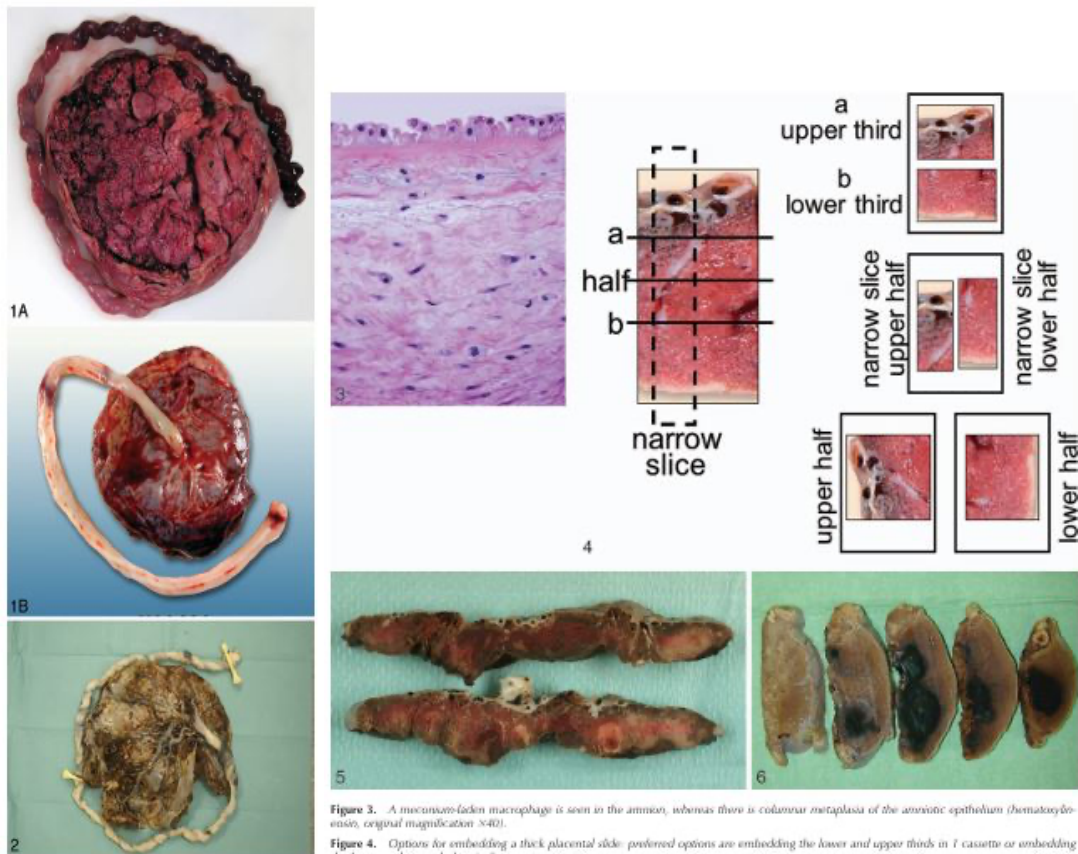 1A
1B
2
3
a
half
b
narrow
slice
4
a
upper third
b
lower third
narrow slice
upper half
narrow slice
lower half
upper half
lower half
5
6
Figure 3. A meconium-laden macrophage is seen in the amnion, whereas there is columnar metaplasia of the amniotic epithelium (hematoxylin-
eosin, original magnification ×40).
Figure 4. Options for embedding a thick placental slide: preferred options are embedding the lower and upper thirds in 1 cassette or embedding